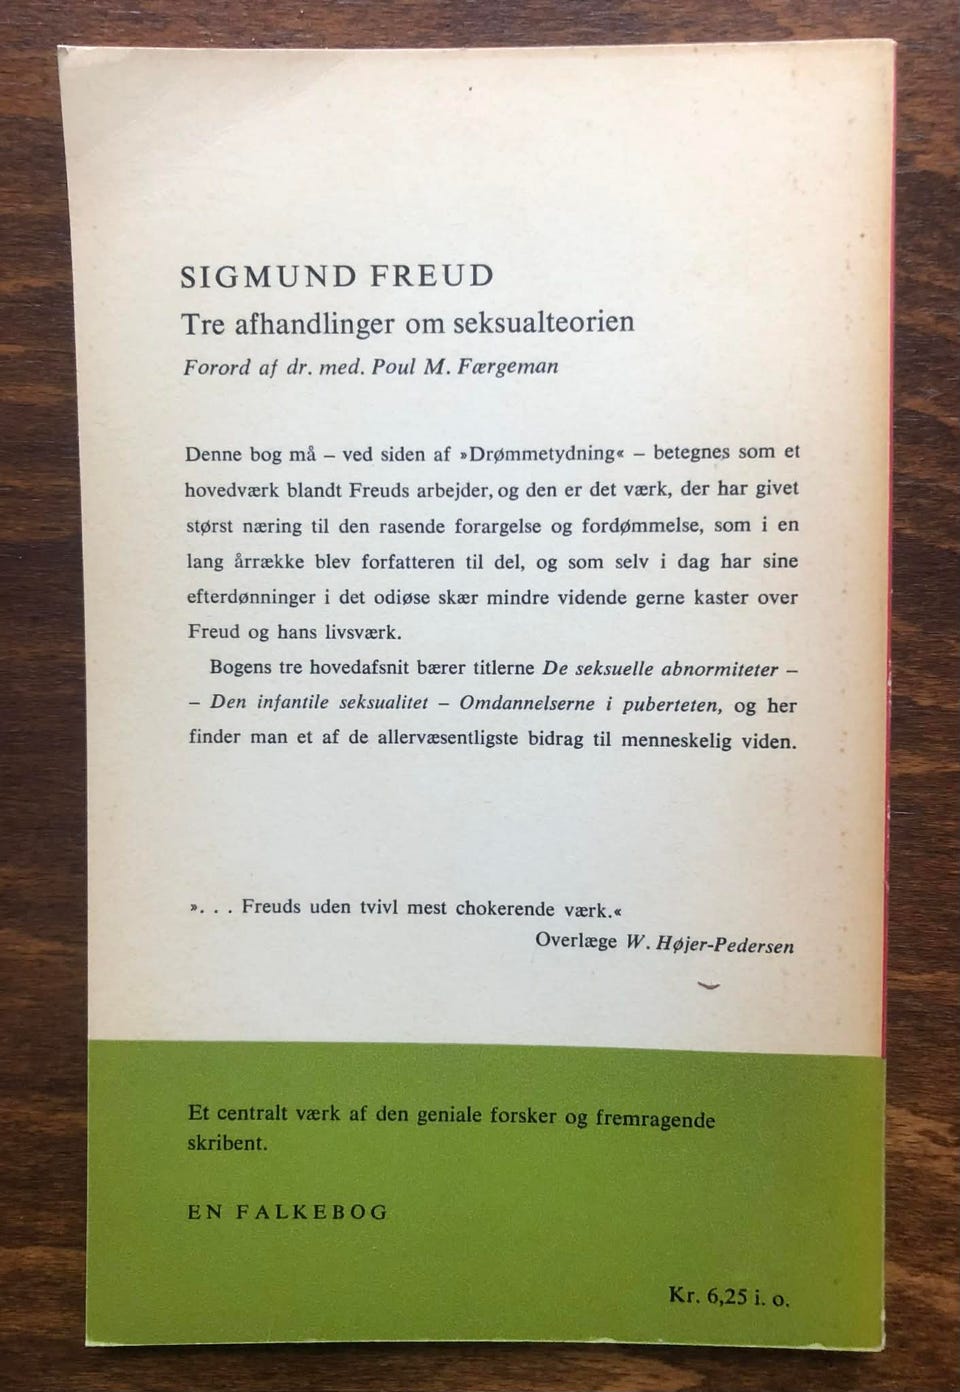 SIGMUND FREUD
Tre afhandlinger om seksualteorien
Forord af dr. med. Poul M. Færgeman
Denne bog må – ved siden af »Drømmetydning« – betegnes som et
hovedværk blandt Freuds arbejder, og den er det værk, der har givet
størst næring til den rasende forargelse og fordømmelse, som i en
lang årrække blev forfatteren til del, og som selv i dag har sine
efterdønninger i det odiøse skær mindre vidende gerne kaster over
Freud og hans livsværk.
Bogens tre hovedafsnit bærer titlerne De seksuelle abnormiteter –
– Den infantile seksualitet – Omdannelserne i puberteten, og her
finder man et af de allervæsentligste bidrag til menneskelig viden.
». . . Freuds uden tvivl mest chokerende værk.«
Overlæge W. Højer-Pedersen
Et centralt værk af den geniale forsker og fremragende
skribent.
EN FALKEBOG
Kr. 6,25 i. o.